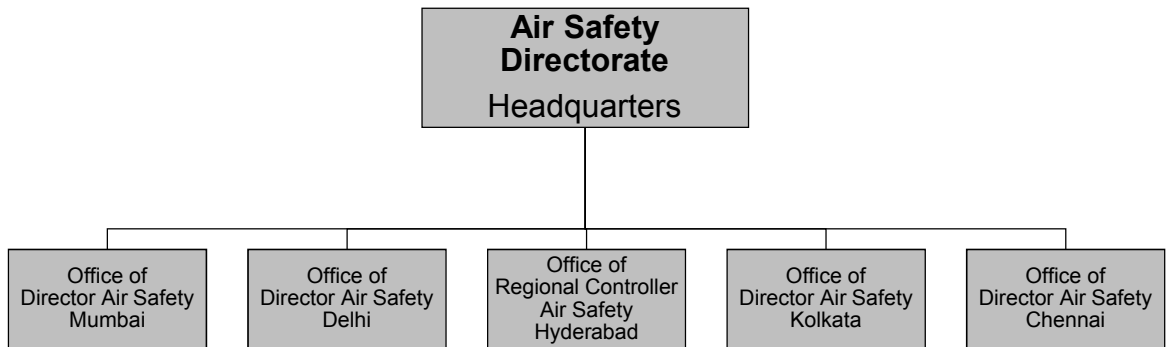 Air Safety
Directorate
Headquarters
Office of
Director Air Safety
Mumbai
Office of
Director Air Safety
Delhi
Office of
Regional Controller
Air Safety
Hyderabad
Office of
Director Air Safety
Kolkata
Office of
Director Air Safety
Chennai